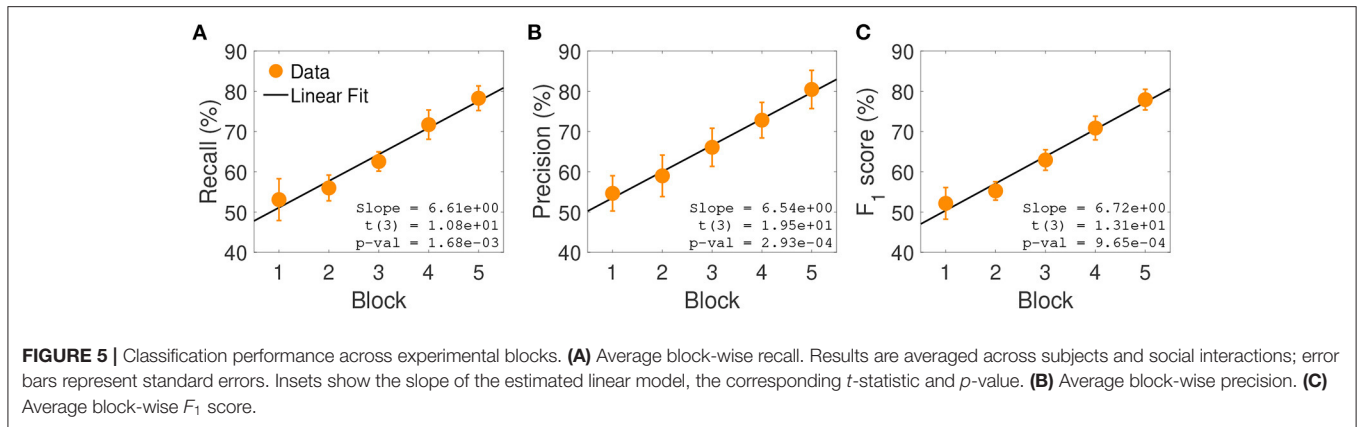 A
90
80
70
60
50
40
Recall (%)
Data
Linear Fit
Slope = 6.61e+00
t(3) = 1.08e+01
p-val = 1.68e-03
1 2 3 4 5
Block
B
90
80
70
60
50
40
Precision (%)
Slope = 6.54e+00
t(3) = 1.95e+01
p-val = 2.93e-04
1 2 3 4 5
Block
C
90
80
70
60
50
40
F1 score (%)
Slope = 6.72e+00
t(3) = 1.31e+01
p-val = 9.65e-04
1 2 3 4 5
Block
FIGURE 5 | Classification performance across experimental blocks. (A) Average block-wise recall. Results are averaged across subjects and social interactions; error
bars represent standard errors. Insets show the slope of the estimated linear model, the corresponding t-statistic and p-value. (B) Average block-wise precision. (C)
Average block-wise F1 score.